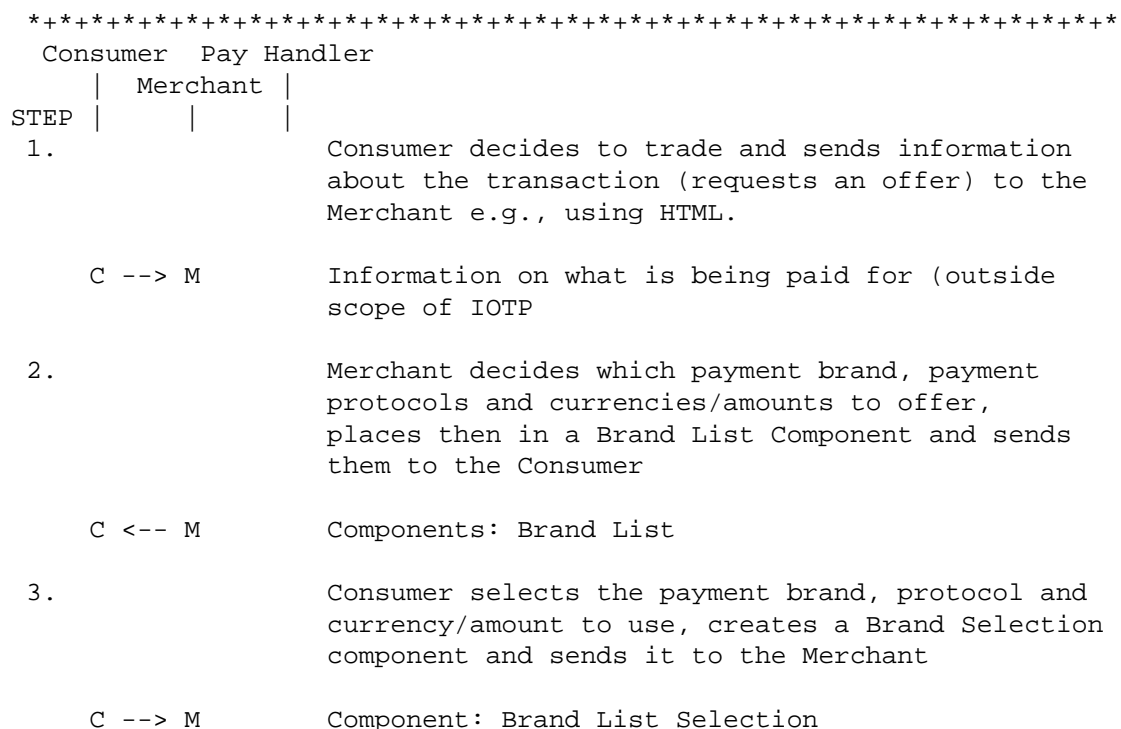 *+*+*+*+*+*+*+*+*+*+*+*+*+*+*+*+*+*+*+*+*+*+*+*+*+*+*+*+*+*+*+*+*+*+*
Consumer  Pay Handler
|  Merchant |
STEP |     |     |
1.                 Consumer decides to trade and sends information
about the transaction (requests an offer) to the
Merchant e.g., using HTML.
C --> M        Information on what is being paid for (outside
scope of IOTP
2.                 Merchant decides which payment brand, payment
protocols and currencies/amounts to offer,
places then in a Brand List Component and sends
them to the Consumer
C <-- M        Components: Brand List
3.                 Consumer selects the payment brand, protocol and
currency/amount to use, creates a Brand Selection
component and sends it to the Merchant
C --> M        Component: Brand List Selection